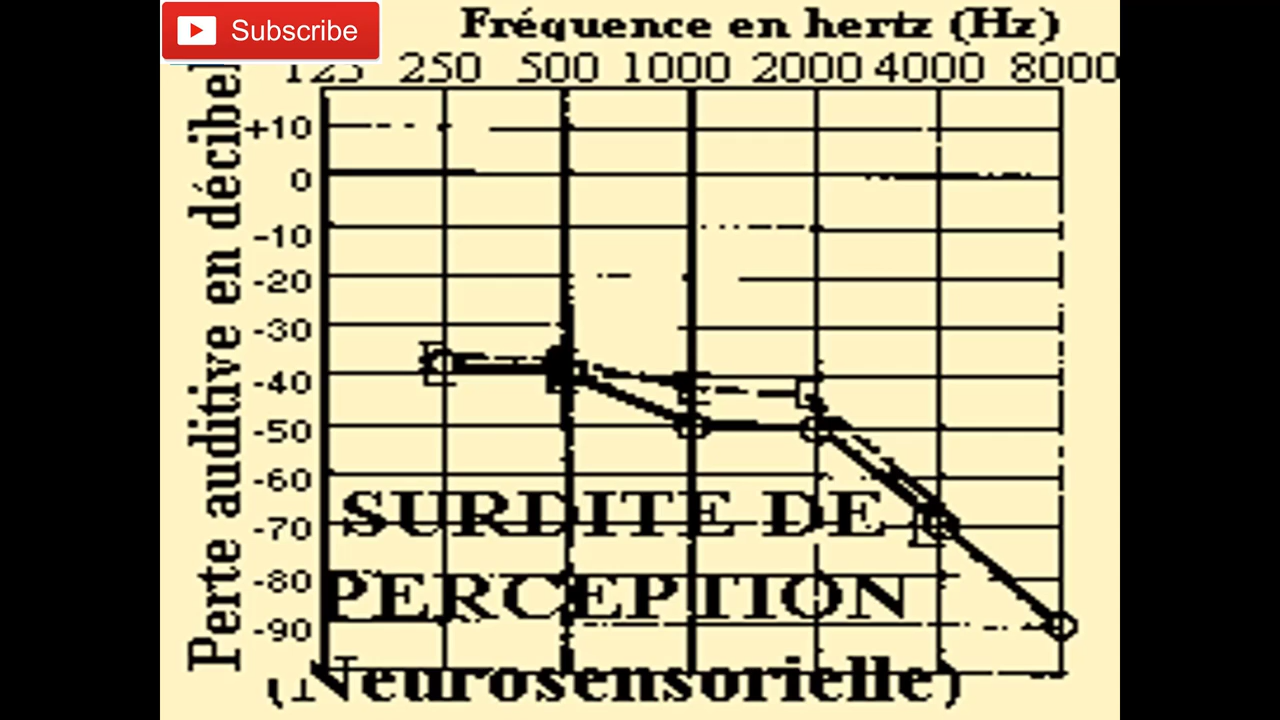 Subscribe
Fréquence en hertz (Hz)
125 250 500 1000 2000 4000 8000
Perte auditive en décibel
+10
0
-10
-20
-30
-40
-50
-60
-70
-80
-90
SURDITE DE
PERCEPTION
(Neurosensorielle)